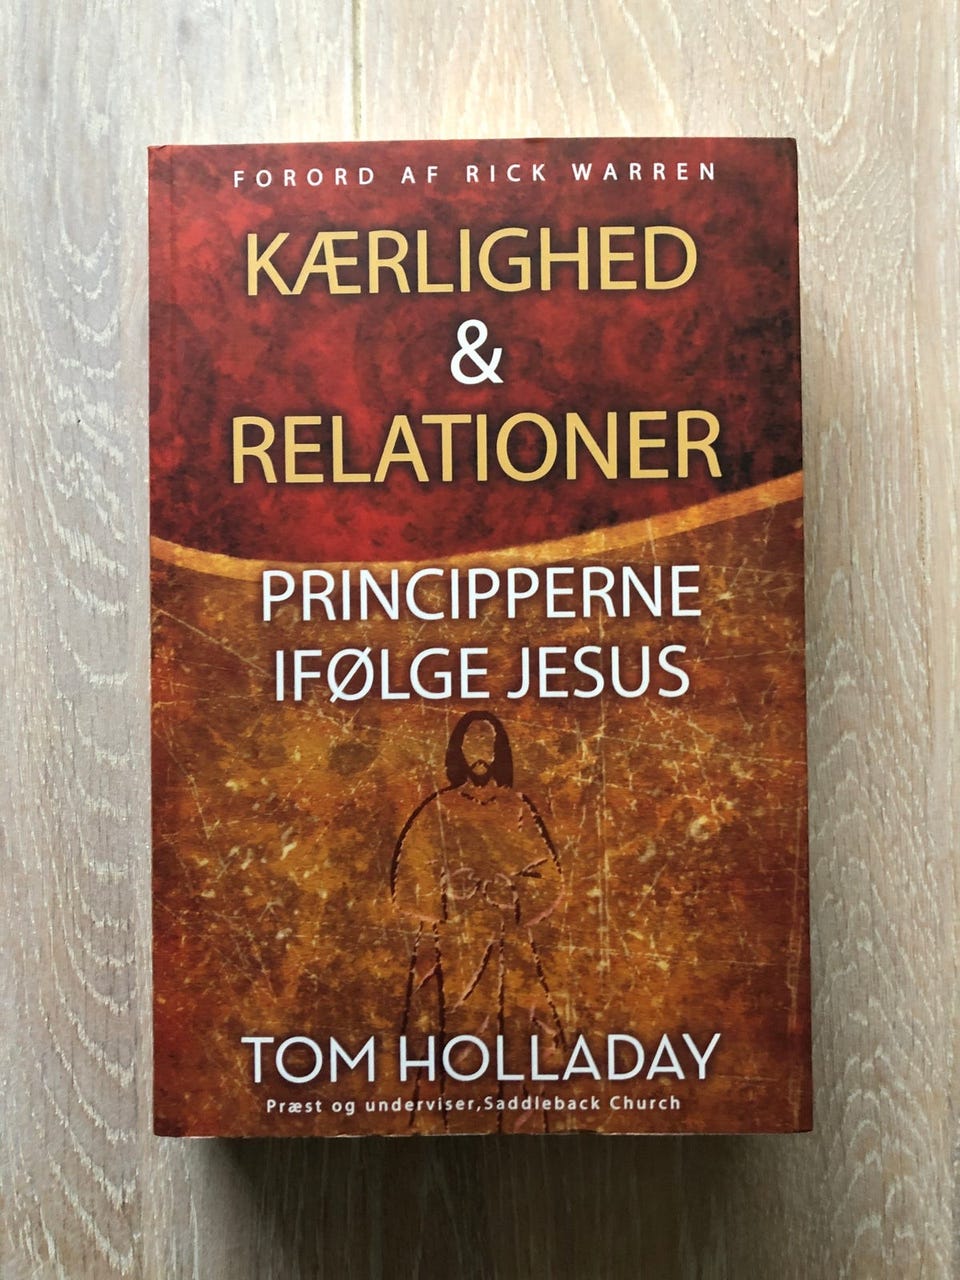 FORORD AF RICK WARREN
KÆRLIGHED
&
RELATIONER
PRINCIPPERNE
IFØLGE JESUS
TOM HOLLADAY
Præst og underviser,Saddleback Church